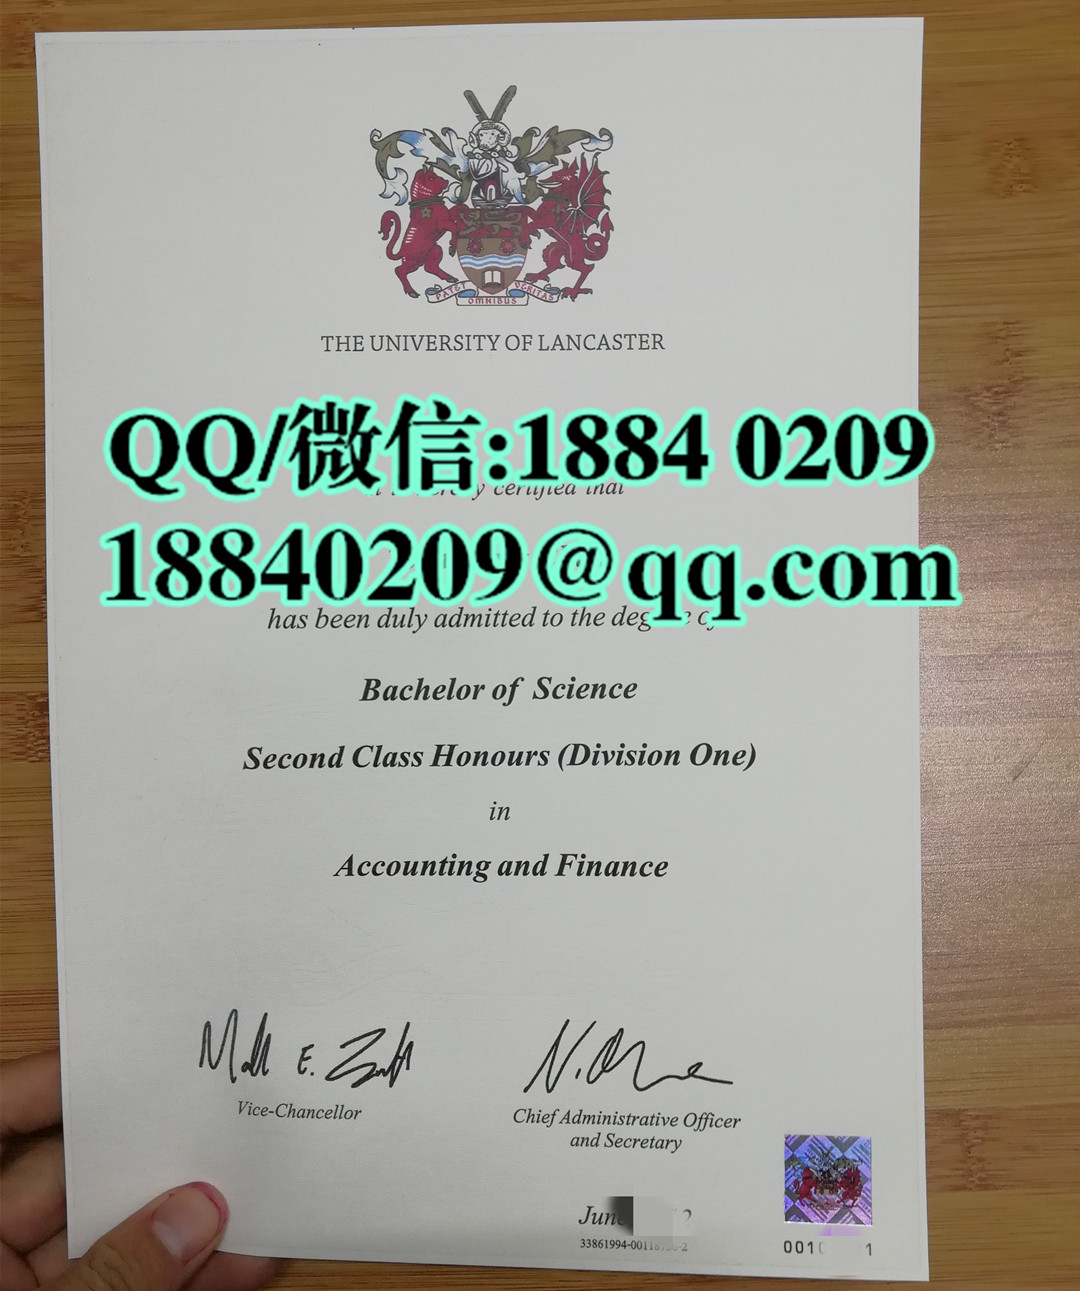 PATET OMNIBUS VERITAS
THE UNIVERSITY OF LANCASTER
QQ/微信:1884 0209
certified that
18840209@qq.com
has been duly admitted to the
Bachelor of Science
Second Class Honours (Division One)
in
Accounting and Finance
Vice-Chancellor
Chief Administrative Officer
and Secretary